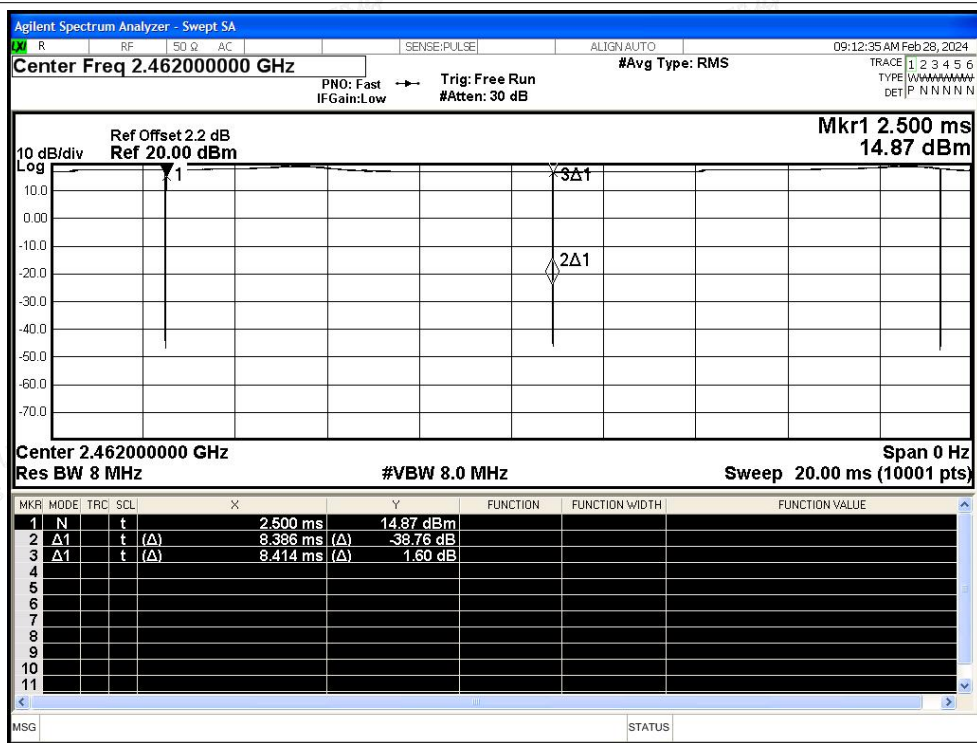 Agilent Spectrum Analyzer - Swept SA
LXI R RF 50 Ω AC SENSE:PULSE ALIGN AUTO 09:12:35 AM Feb 28, 2024
Center Freq 2.462000000 GHz #Avg Type: RMS TRACE 1 2 3 4 5 6
PNO: Fast Trig: Free Run TYPE WWWWWW
IFGain:Low #Atten: 30 dB DET P N N N N N
Mkr1 2.500 ms
Ref Offset 2.2 dB
10 dB/div Ref 20.00 dBm 14.87 dBm
Log
1 3Δ1
10.0
0.00
-10.0
2Δ1
-20.0
-30.0
-40.0
-50.0
-60.0
-70.0
Center 2.462000000 GHz Span 0 Hz
Res BW 8 MHz #VBW 8.0 MHz Sweep 20.00 ms (10001 pts)
MKR MODE TRC SCL X Y FUNCTION FUNCTION WIDTH FUNCTION VALUE
1 N t 2.500 ms 14.87 dBm
2 Δ1 t (Δ) 8.386 ms (Δ) -38.76 dB
3 Δ1 t (Δ) 8.414 ms (Δ) 1.60 dB
4
5
6
7
8
9
10
11
MSG STATUS